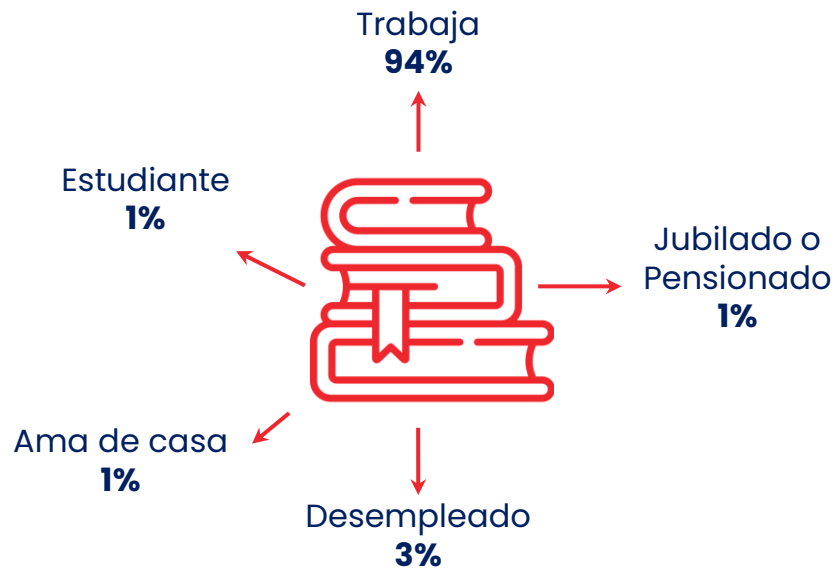 Trabaja
94%
Estudiante
1%
Jubilado o
Pensionado
1%
Ama de casa
1%
Desempleado
3%